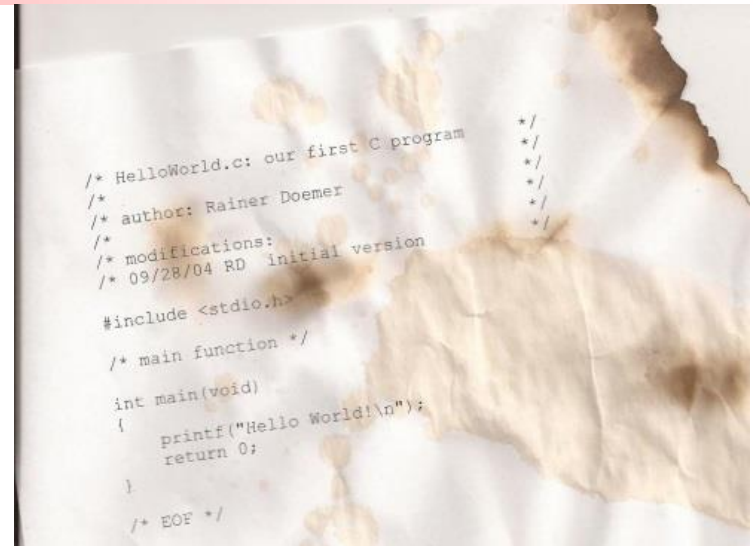 /* HelloWorld.c: our first C program */
/* */
/* author: Rainer Doemer */
/* */
/* modifications: */
/* 09/28/04 RD initial version */
#include <stdio.h>
/* main function */
int main(void)
{
printf("Hello World!\n");
return 0;
}
/* EOF */